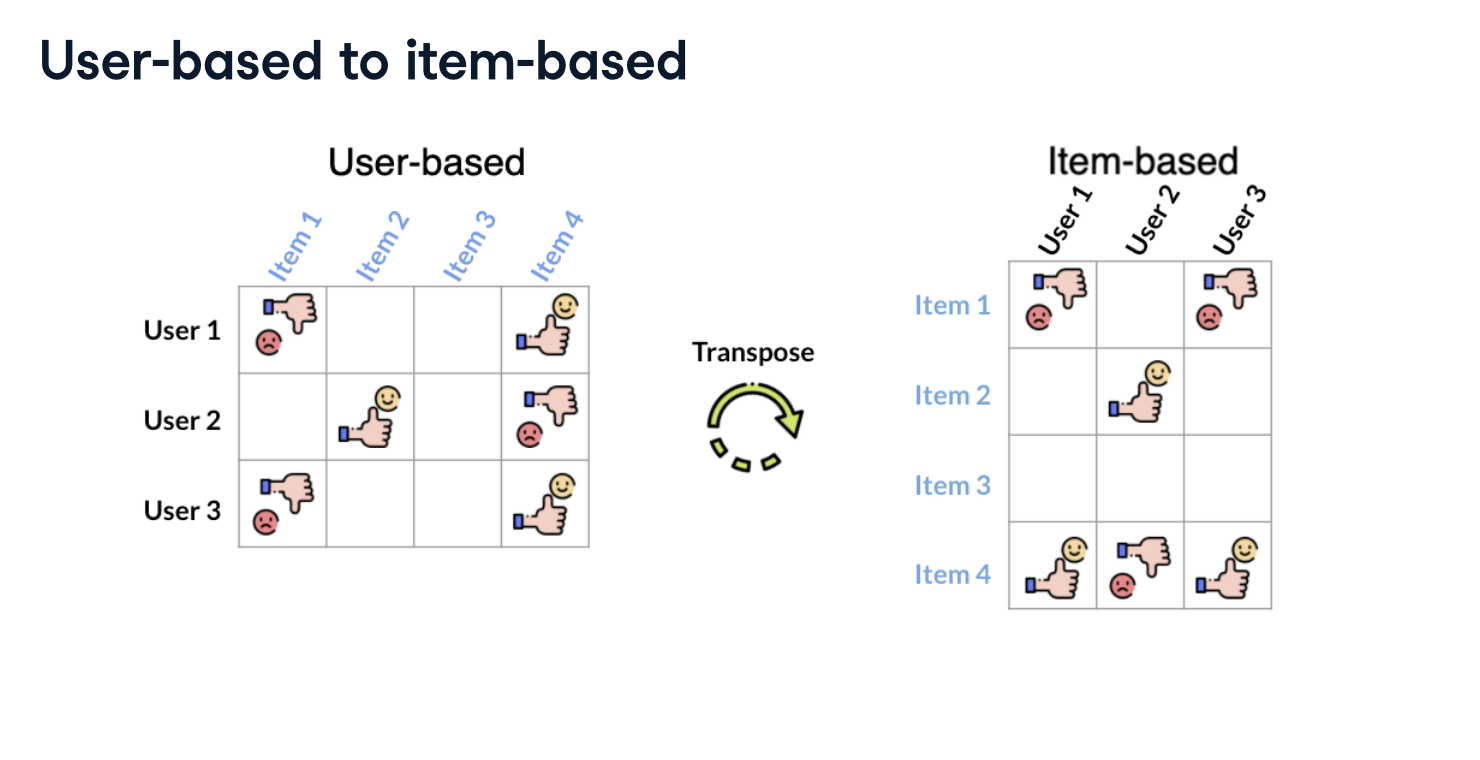 User-based to item-based
User-based
Item 1 Item 2 Item 3 Item 4
User 1
User 2
User 3
Transpose
Item-based
User 1 User 2 User 3
Item 1
Item 2
Item 3
Item 4